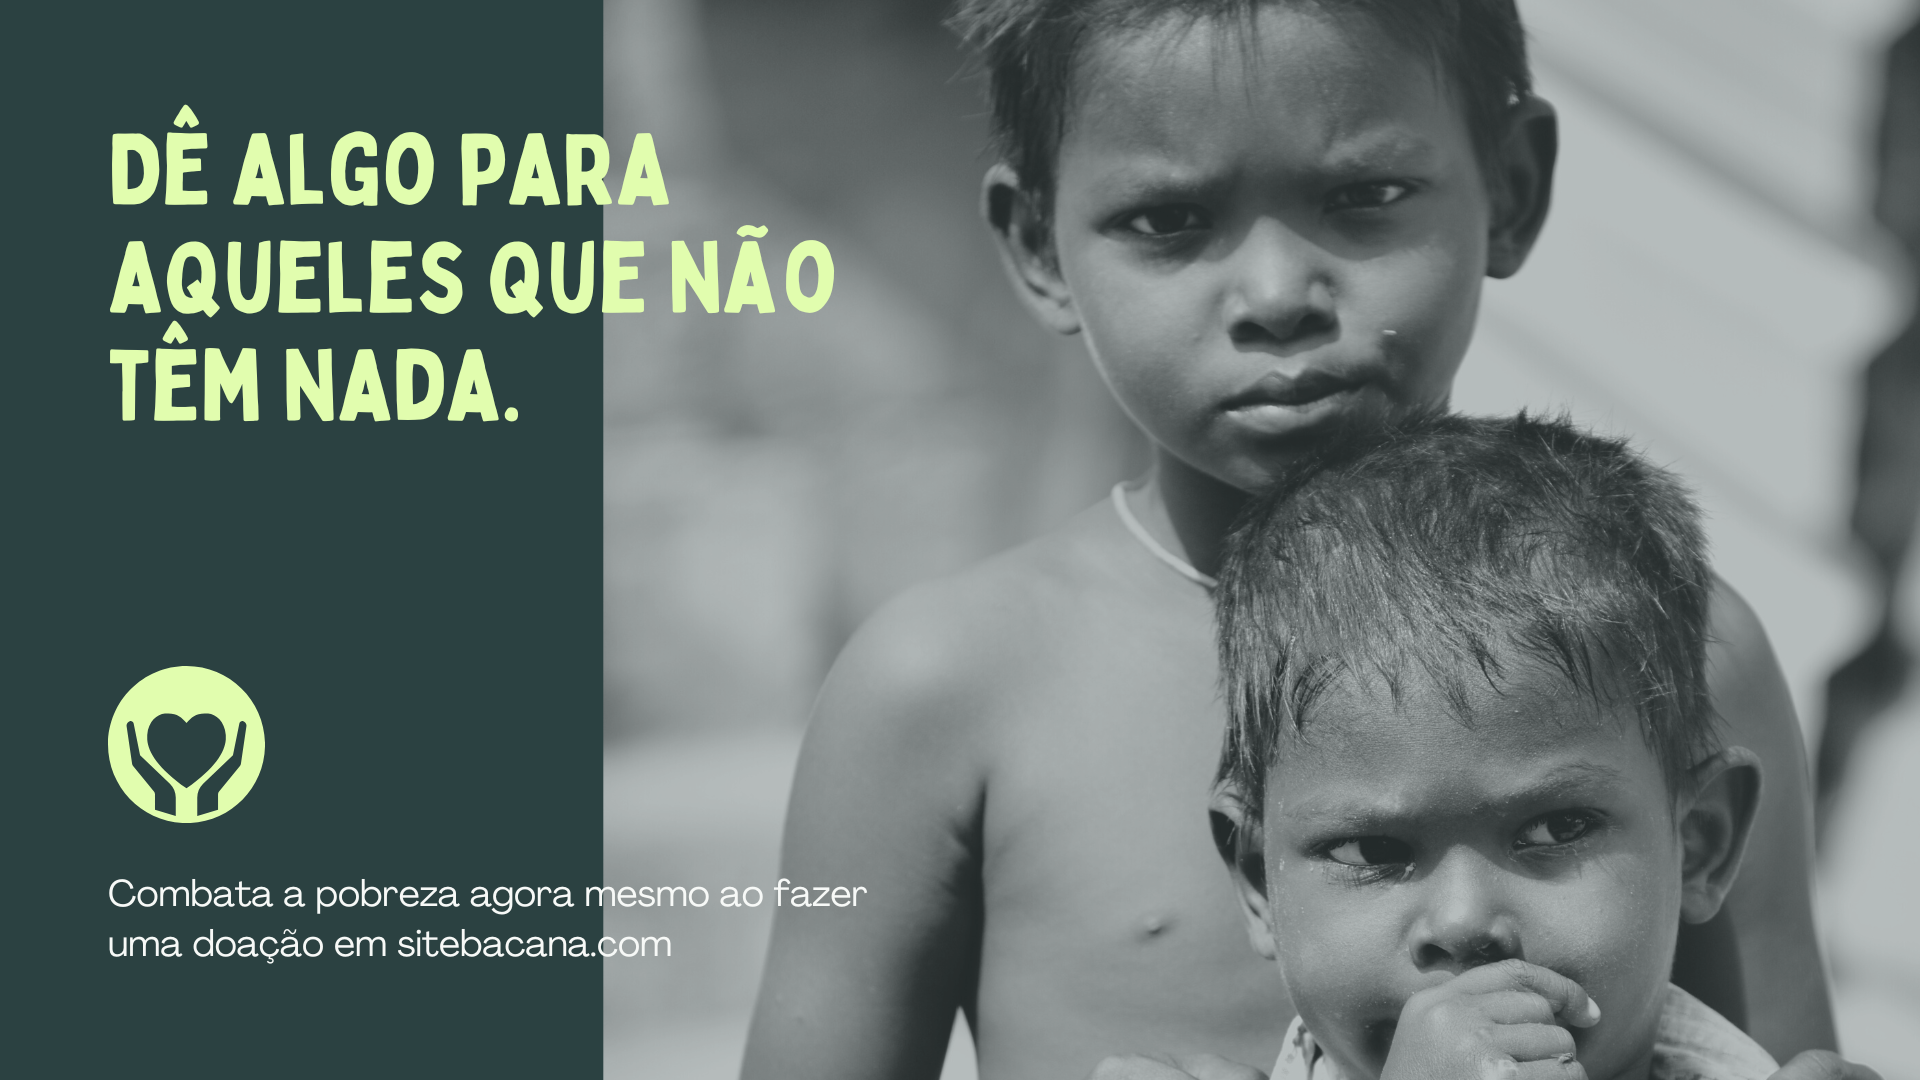 DÊ ALGO PARA
AQUELES QUE NÃO
TÊM NADA.
Combata a pobreza agora mesmo ao fazer
uma doação em sitebacana.com